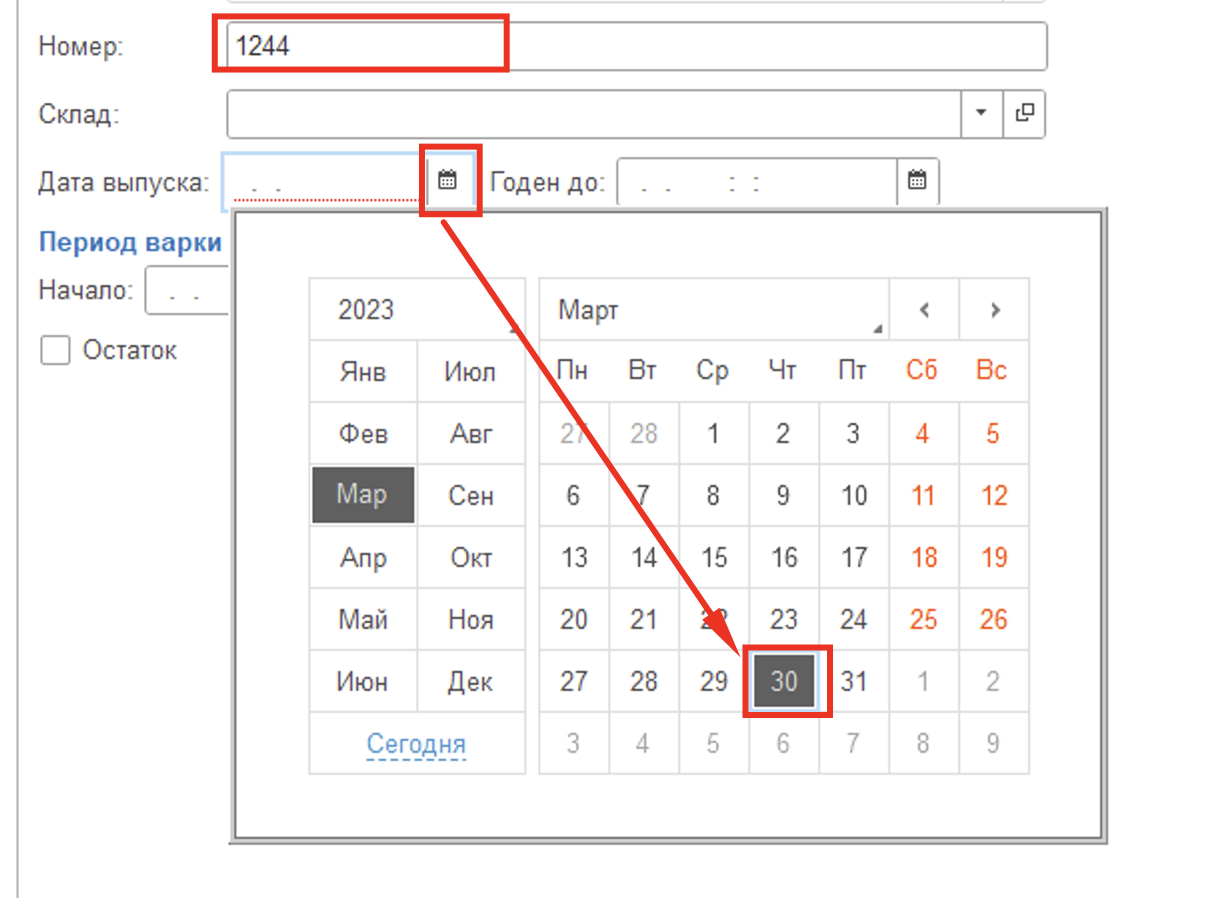 Номер: 1244
Склад:
Дата выпуска: . . Годен до: . . : :
Период варки
Начало: . .
Остаток
2023 Март < >
Янв Июл Пн Вт Ср Чт Пт Сб Вс
Фев Авг 27 28 1 2 3 4 5
Мар Сен 6 7 8 9 10 11 12
Апр Окт 13 14 15 16 17 18 19
Май Ноя 20 21 22 23 24 25 26
Июн Дек 27 28 29 30 31 1 2
Сегодня 3 4 5 6 7 8 9